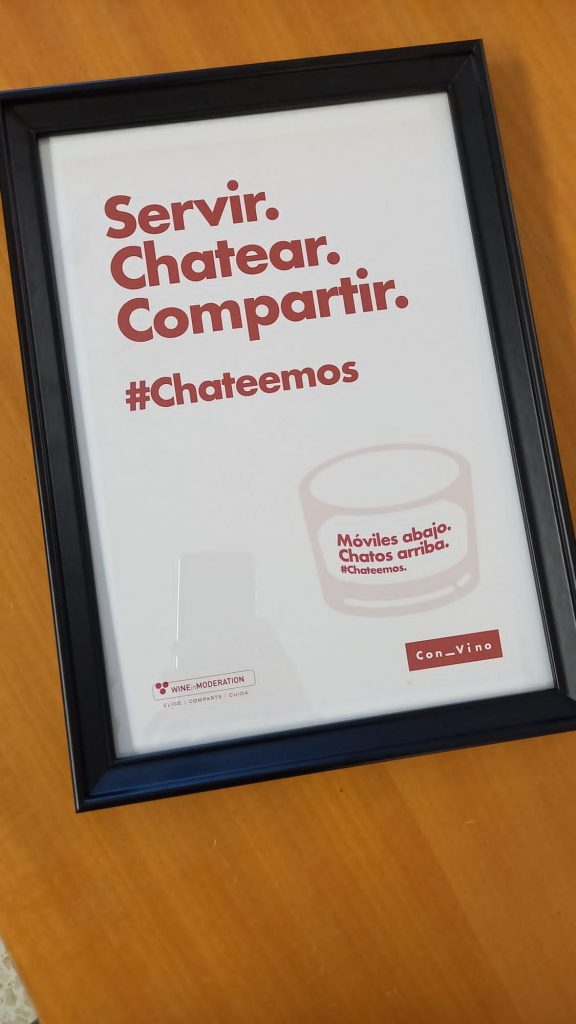 Servir.
Chatear.
Compartir.
#Chateemos
Móviles abajo.
Chatos arriba.
#Chateemos.
Con_Vino
WINE in MODERATION
ELIGE | COMPARTE | CUIDA